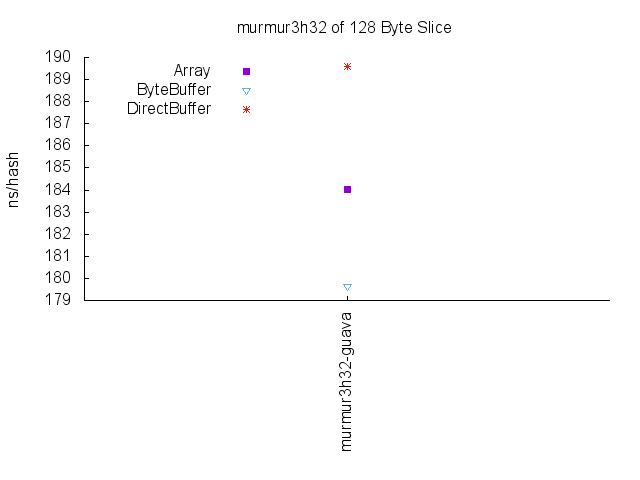 murmur3h32 of 128 Byte Slice
190
189
188
187
186
185
184
183
182
181
180
179
ns/hash
Array
ByteBuffer
DirectBuffer
murmur3h32-guava